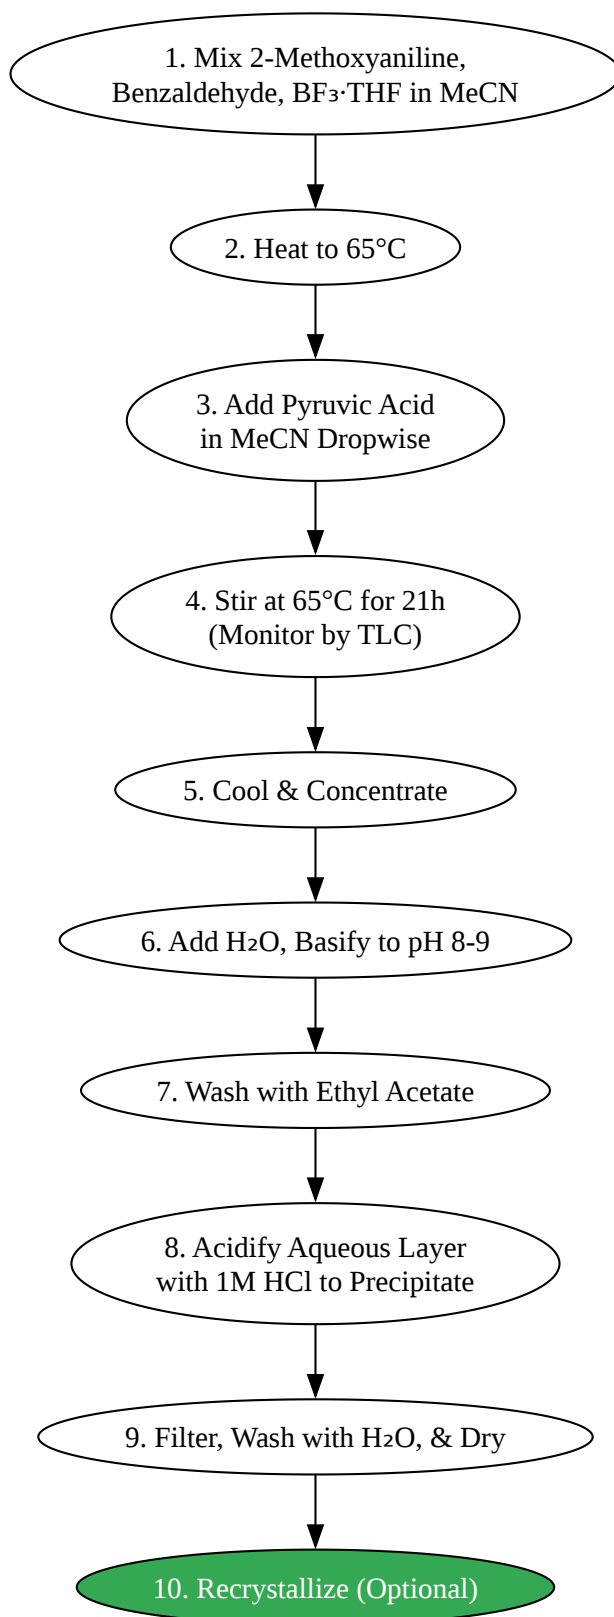 1. Mix 2-Methoxyaniline,
Benzaldehyde, BF₃·THF in MeCN
2. Heat to 65°C
3. Add Pyruvic Acid
in MeCN Dropwise
4. Stir at 65°C for 21h
(Monitor by TLC)
5. Cool & Concentrate
6. Add H₂O, Basify to pH 8-9
7. Wash with Ethyl Acetate
8. Acidify Aqueous Layer
with 1M HCl to Precipitate
9. Filter, Wash with H₂O, & Dry
10. Recrystallize (Optional)